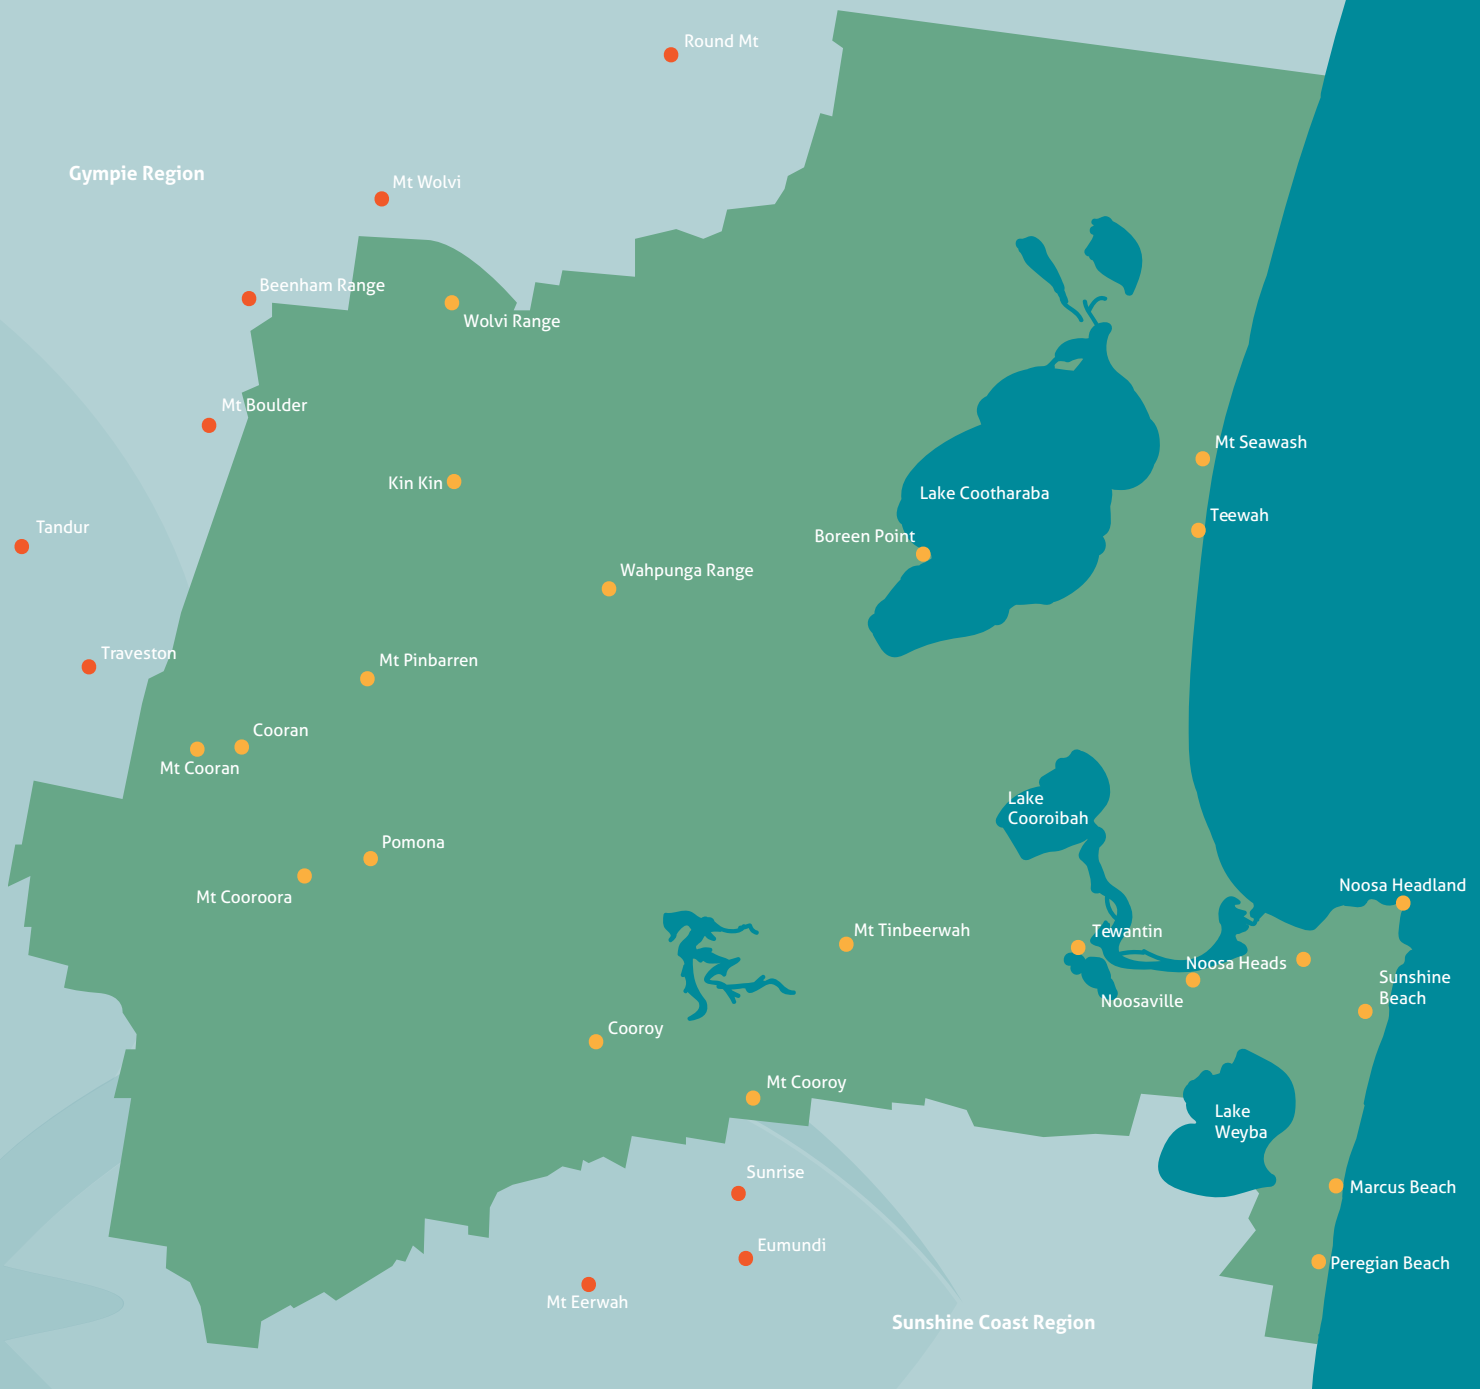 Round Mt
Gympie Region
Mt Wolvi
Beenham Range
Wolvi Range
Mt Boulder
Mt Seawash
Kin Kin
Lake Cootharaba
Teewah
Tandur
Boreen Point
Wahpunga Range
Traveston
Mt Pinbarren
Cooran
Mt Cooran
Lake
Cooroibah
Pomona
Noosa Headland
Mt Cooroora
Mt Tinbeerwah
Tewantin
Noosa Heads
Sunshine
Beach
Noosaville
Cooroy
Mt Cooroy
Lake
Weyba
Sunrise
Marcus Beach
Eumundi
Peregian Beach
Mt Eerwah
Sunshine Coast Region